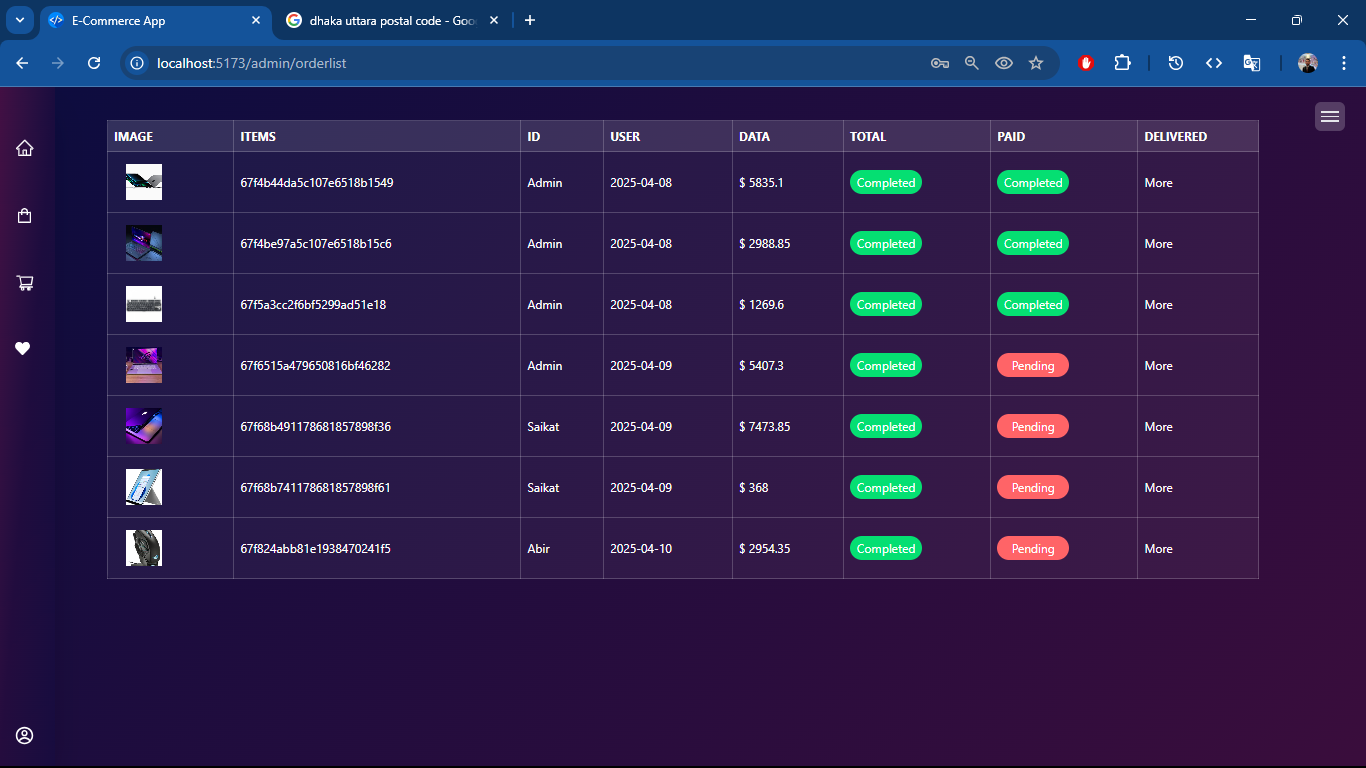 E-Commerce App
dhaka uttara postal code - Goo
localhost:5173/admin/orderlist
IMAGE ITEMS ID USER DATA TOTAL PAID DELIVERED
67f4b44da5c107e6518b1549 Admin 2025-04-08 $ 5835.1 Completed Completed More
67f4be97a5c107e6518b15c6 Admin 2025-04-08 $ 2988.85 Completed Completed More
67f5a3cc2f6bf5299ad51e18 Admin 2025-04-08 $ 1269.6 Completed Completed More
67f6515a479650816bf46282 Admin 2025-04-09 $ 5407.3 Completed Pending More
67f68b491178681857898f36 Saikat 2025-04-09 $ 7473.85 Completed Pending More
67f68b741178681857898f61 Saikat 2025-04-09 $ 368 Completed Pending More
67f824abb81e1938470241f5 Abir 2025-04-10 $ 2954.35 Completed Pending More